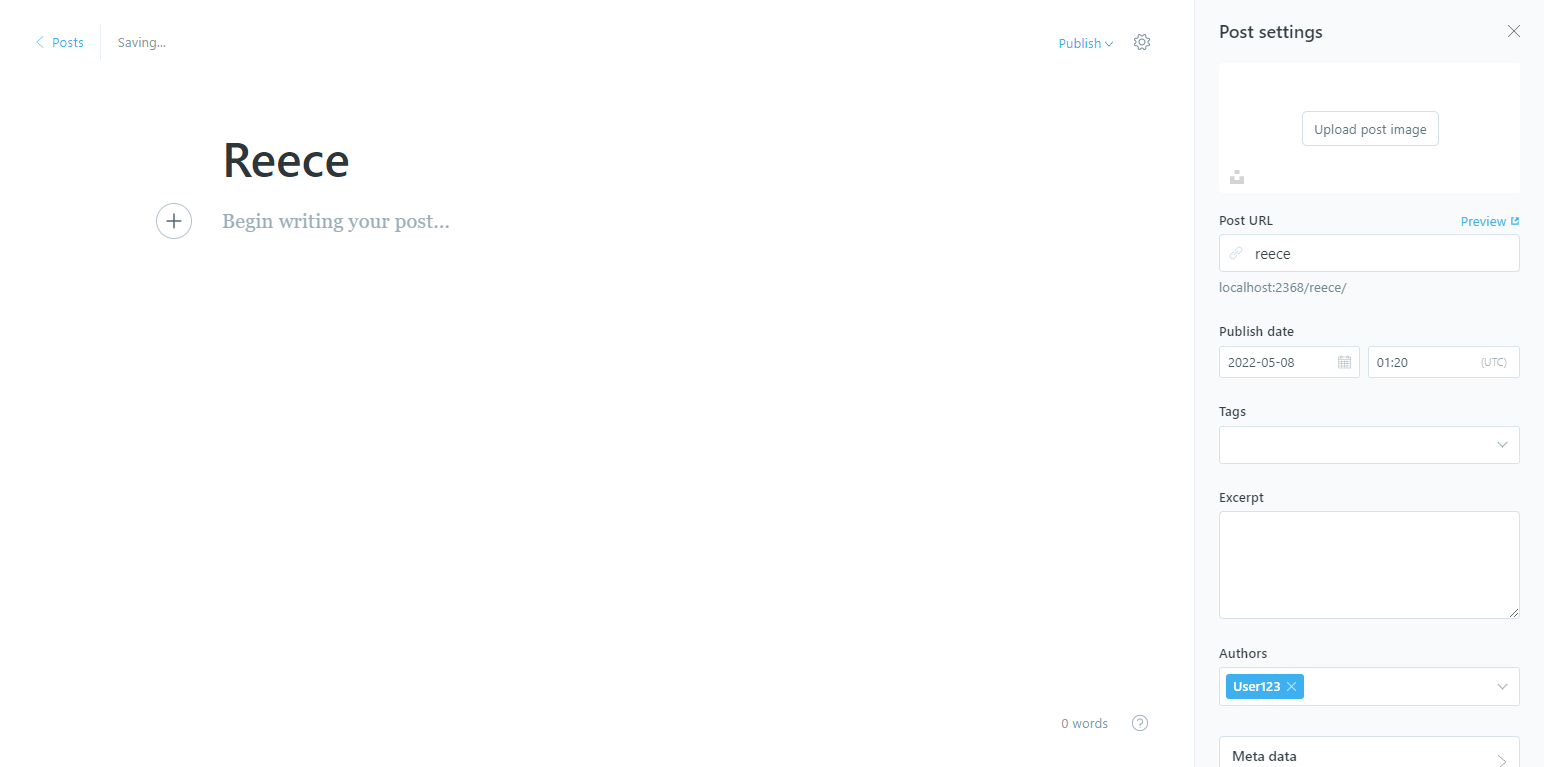 Posts
Saving...
Publish
Reece
Begin writing your post...
0 words
Post settings
Upload post image
Post URL
Preview
reece
localhost:2368/reece/
Publish date
2022-05-08
01:20
(UTC)
Tags
Excerpt
Authors
User123
Meta data